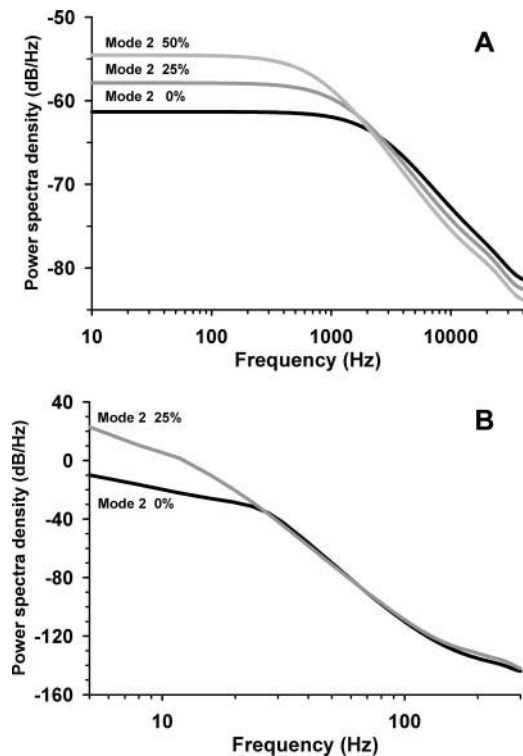 -50
A
Mode 2 50%
Mode 2 25%
Mode 2 0%
-60
-70
-80
Power spectra density (dB/Hz)
10 100 1000 10000
Frequency (Hz)
40
B
Mode 2 25%
0
Mode 2 0%
-40
-80
-120
-160
Power spectra density (dB/Hz)
10 100
Frequency (Hz)